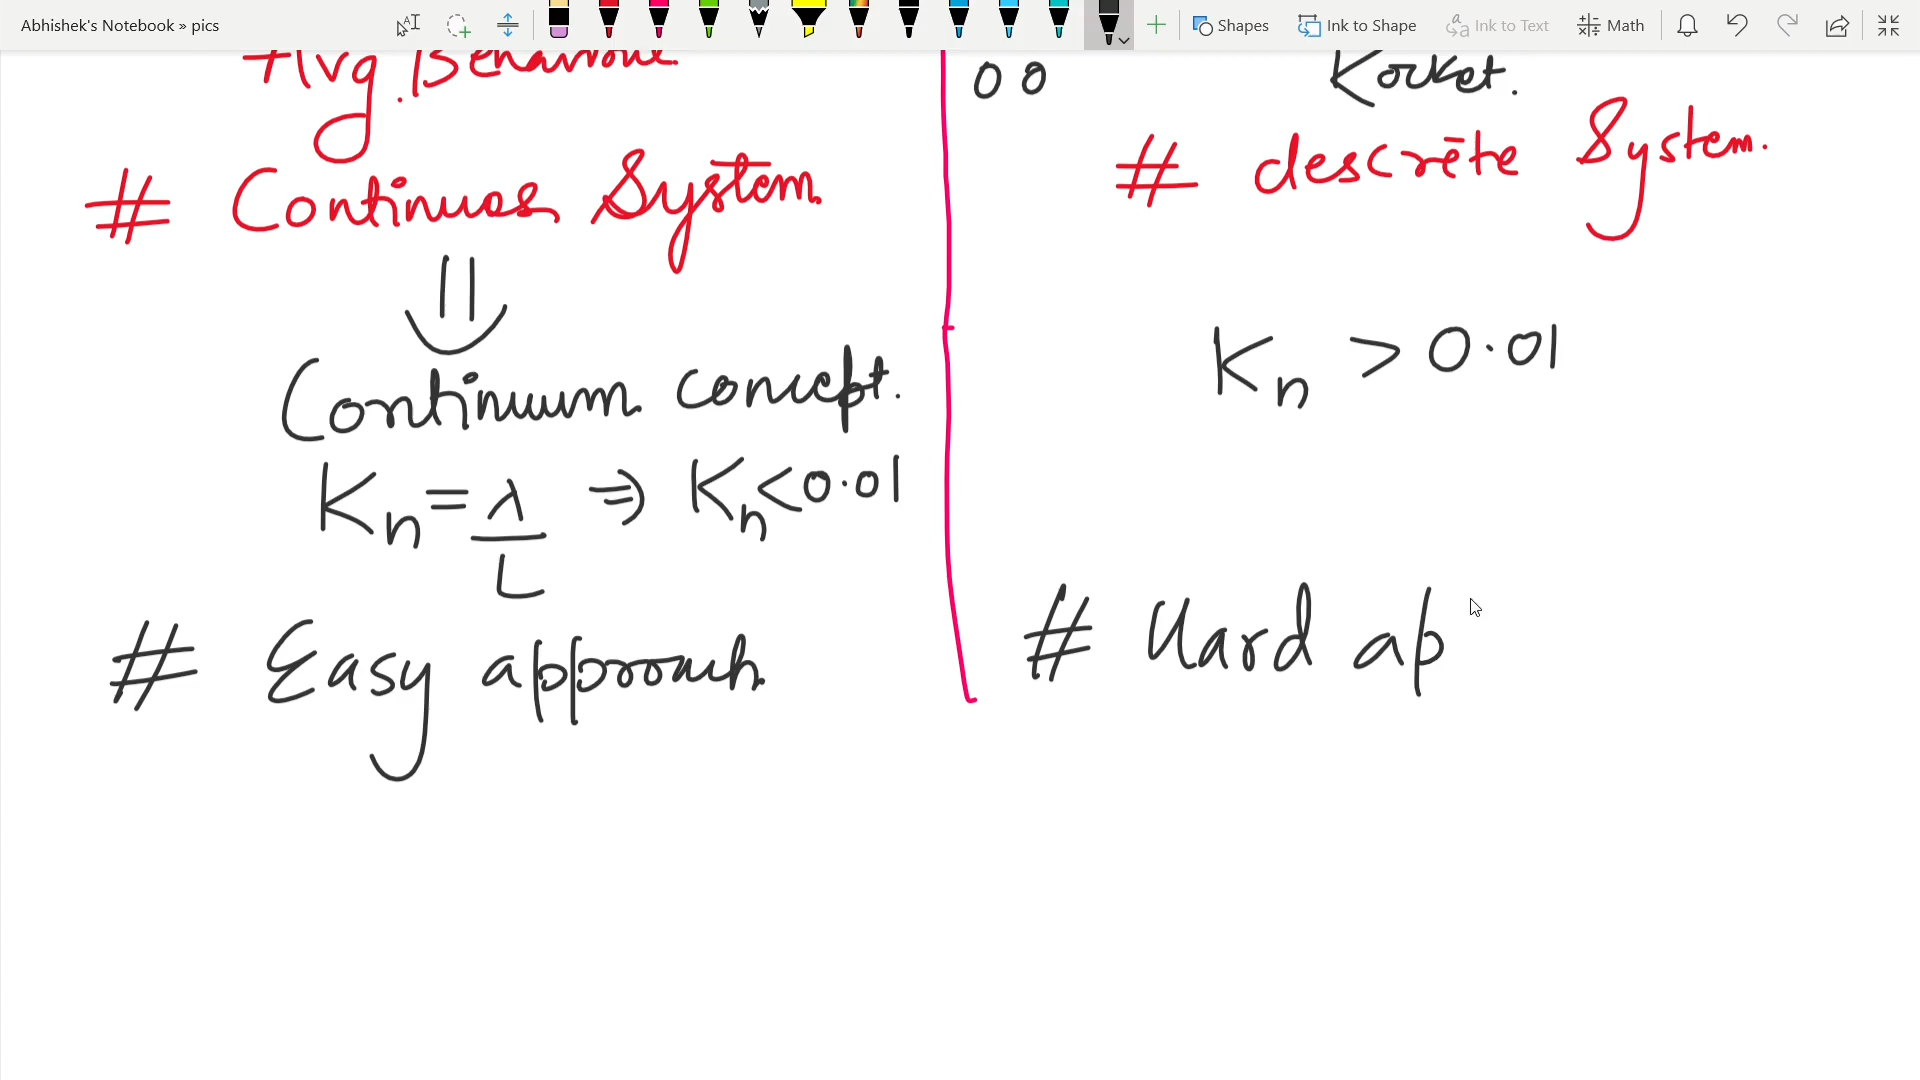 Abhishek's Notebook » pics
Shapes
Ink to Shape
Ink to Text
Math
Avg. Behaviour
# Continuos System
Continuum concept.
Kn = λ/L ⇒ Kn < 0.01
# Easy approach
00
Rocket.
# descrete System.
Kn > 0.01
# Hard ap